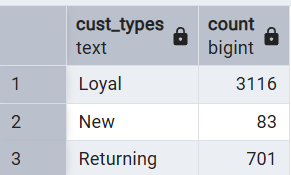 cust_types count
text bigint
1 Loyal 3116
2 New 83
3 Returning 701